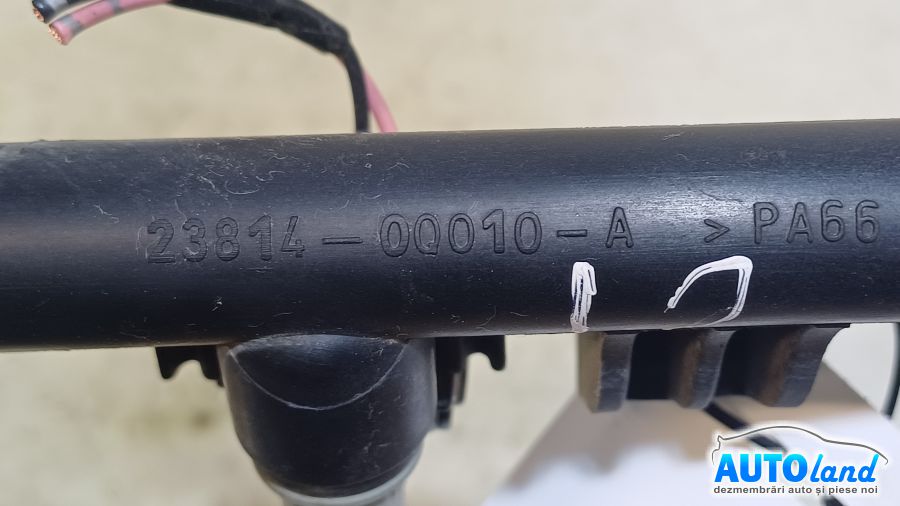 23814-0Q010-A >PA66
AUTOland
dezmembrări auto și piese noi